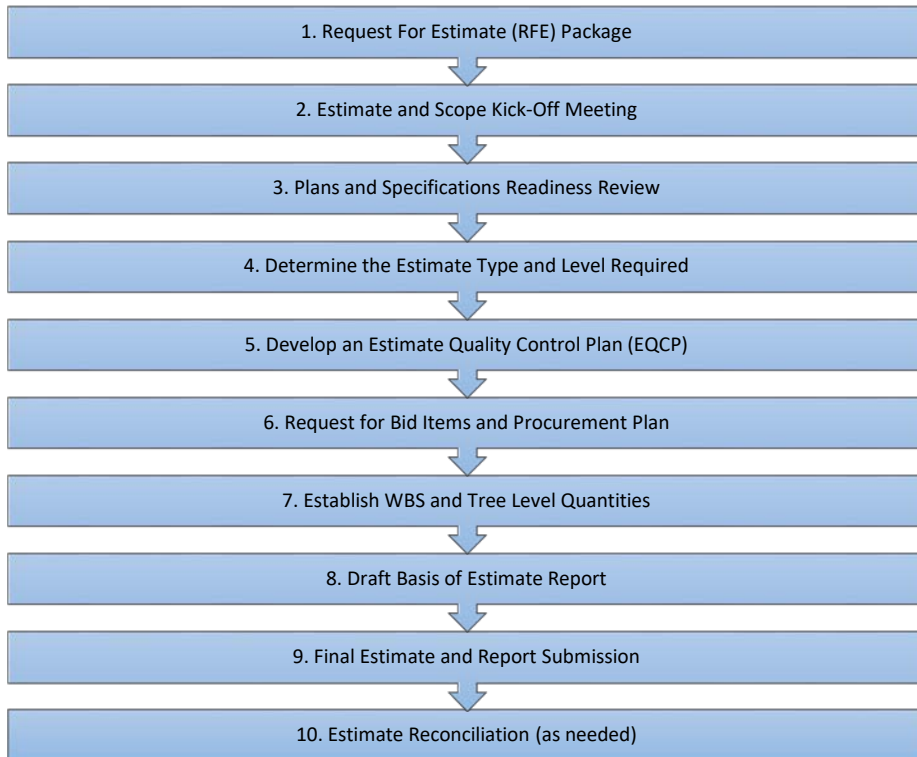 1. Request For Estimate (RFE) Package
2. Estimate and Scope Kick-Off Meeting
3. Plans and Specifications Readiness Review
4. Determine the Estimate Type and Level Required
5. Develop an Estimate Quality Control Plan (EQCP)
6. Request for Bid Items and Procurement Plan
7. Establish WBS and Tree Level Quantities
8. Draft Basis of Estimate Report
9. Final Estimate and Report Submission
10. Estimate Reconciliation (as needed)